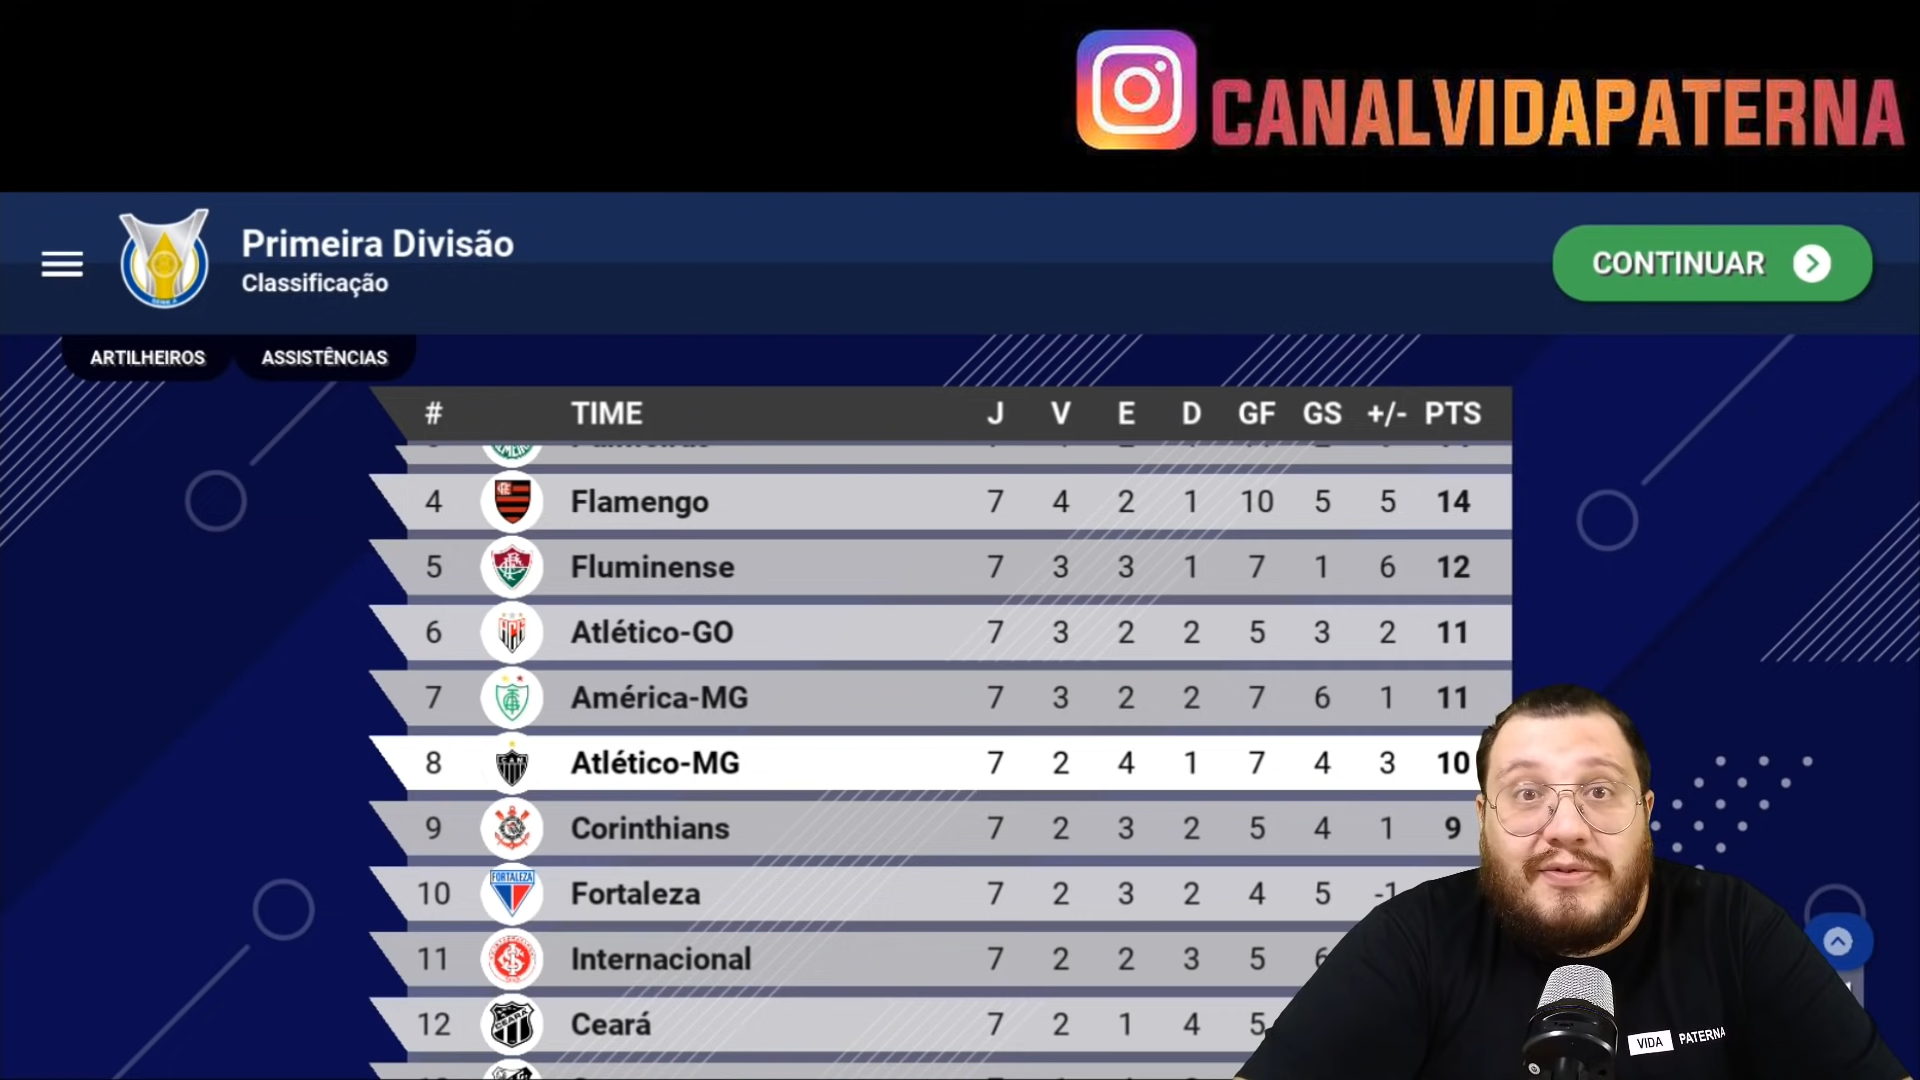 CANALVIDAPATERNA
Primeira Divisão
Classificação
CONTINUAR
ARTILHEIROS ASSISTÊNCIAS
# TIME J V E D GF GS +/- PTS
4 Flamengo 7 4 2 1 10 5 5 14
5 Fluminense 7 3 3 1 7 1 6 12
6 Atlético-GO 7 3 2 2 5 3 2 11
7 América-MG 7 3 2 2 7 6 1 11
8 Atlético-MG 7 2 4 1 7 4 3 10
9 Corinthians 7 2 3 2 5 4 1 9
10 Fortaleza 7 2 3 2 4 5 -1
11 Internacional 7 2 2 3 5 6
12 Ceará 7 2 1 4 5
VIDA PATERNA